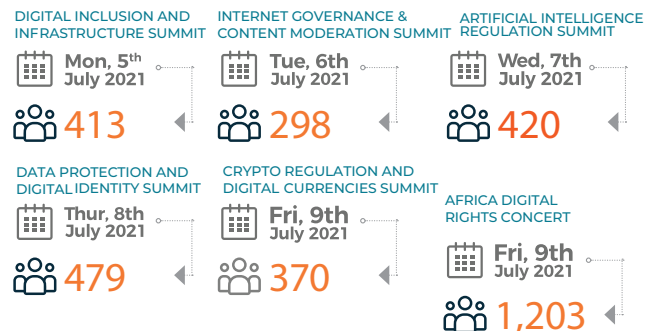 DIGITAL INCLUSION AND
INFRASTRUCTURE SUMMIT
Mon, 5th
July 2021
413
INTERNET GOVERNANCE &
CONTENT MODERATION SUMMIT
Tue, 6th
July 2021
298
ARTIFICIAL INTELLIGENCE
REGULATION SUMMIT
Wed, 7th
July 2021
420
DATA PROTECTION AND
DIGITAL IDENTITY SUMMIT
Thur, 8th
July 2021
479
CRYPTO REGULATION AND
DIGITAL CURRENCIES SUMMIT
Fri, 9th
July 2021
370
AFRICA DIGITAL
RIGHTS CONCERT
Fri, 9th
July 2021
1,203